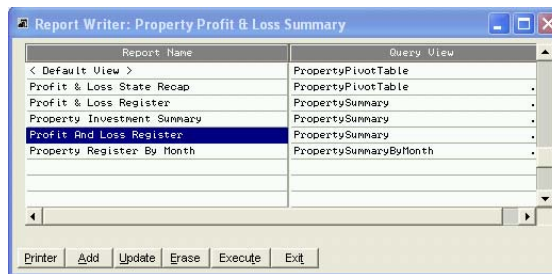 Report Writer: Property Profit & Loss Summary
Report Name Query View
< Default View > PropertyPivotTable
Profit & Loss State Recap PropertyPivotTable .
Profit & Loss Register PropertySummary .
Property Investment Summary PropertySummary .
Profit And Loss Register PropertySummary .
Property Register By Month PropertySummaryByMonth .
Printer Add Update Erase Execute Exit